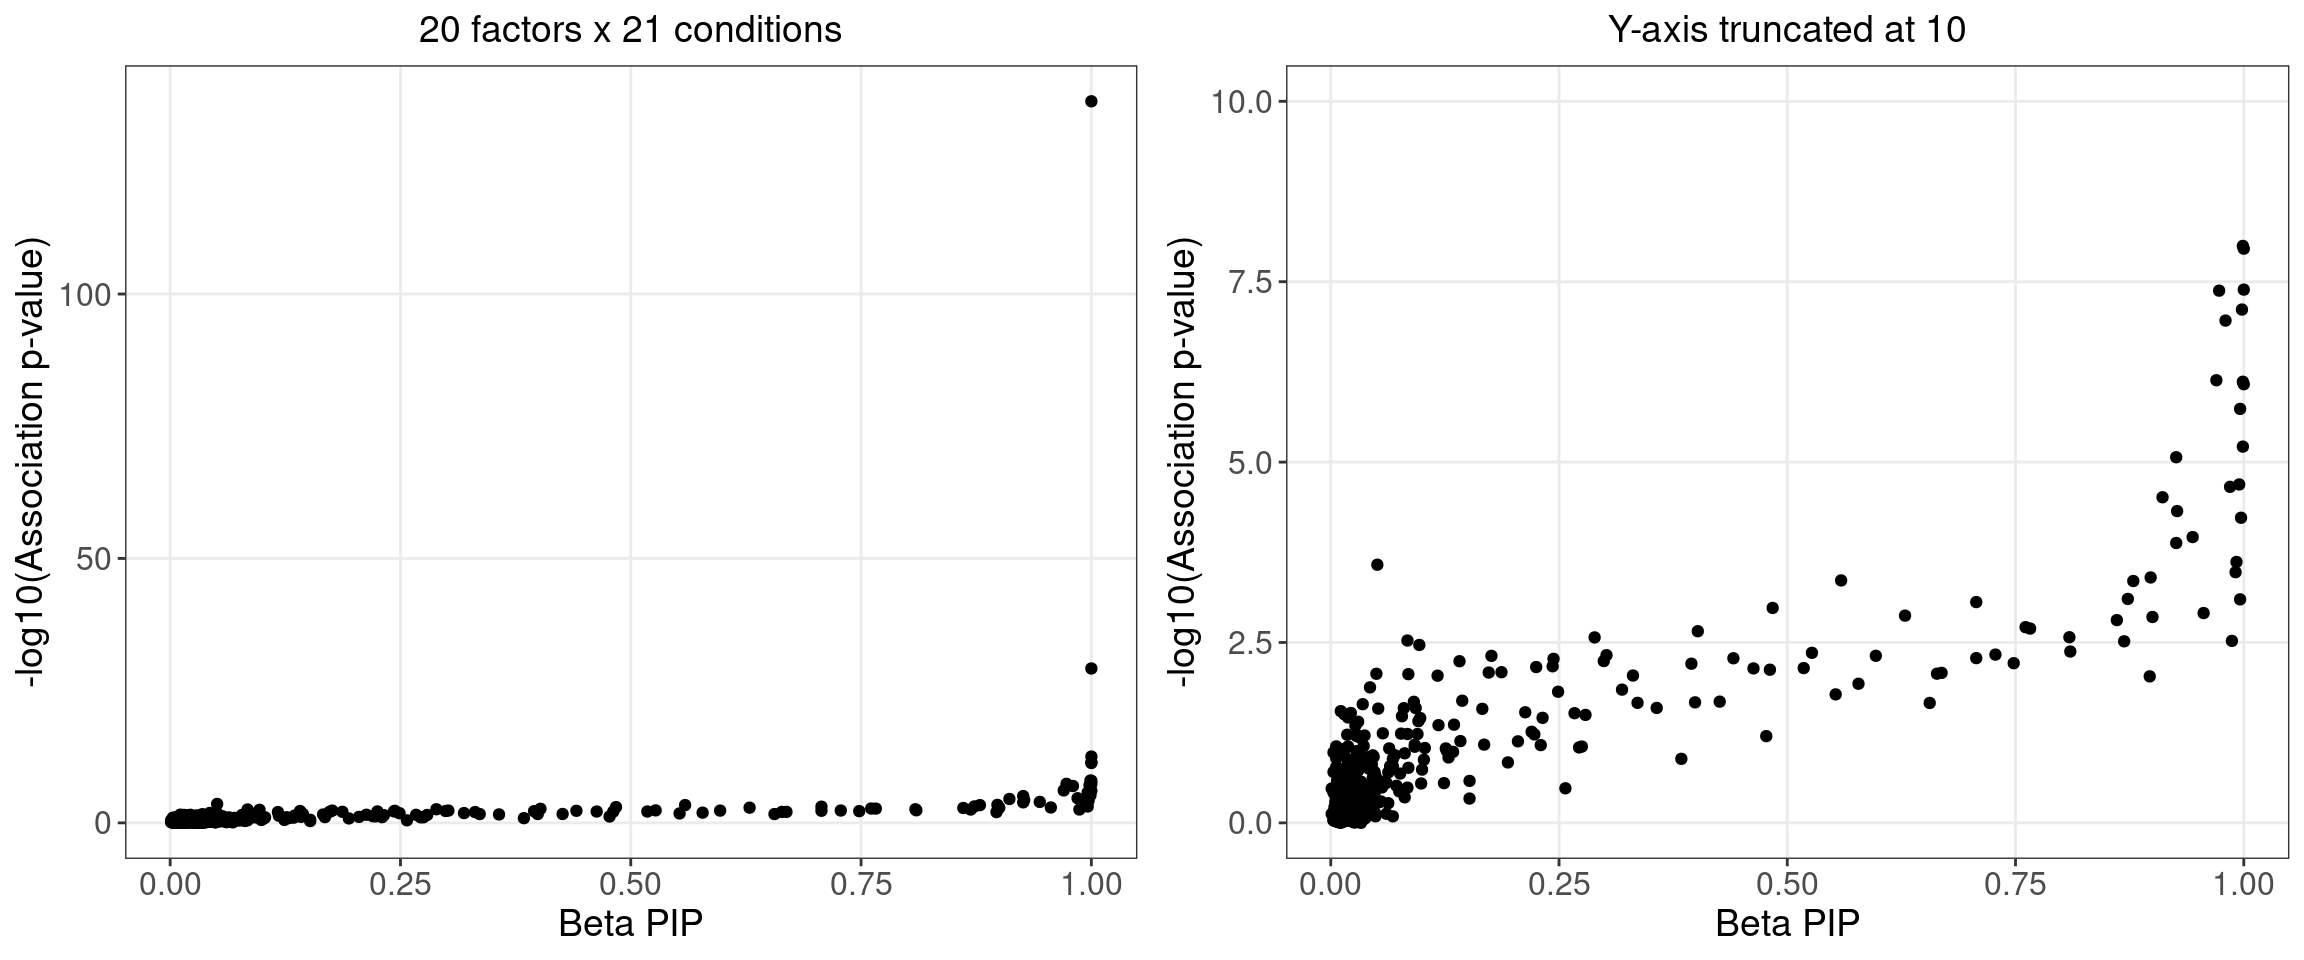 20 factors x 21 conditions
-log10(Association p-value)
100
50
0
0.00 0.25 0.50 0.75 1.00
Beta PIP
Y-axis truncated at 10
-log10(Association p-value)
10.0
7.5
5.0
2.5
0.0
0.00 0.25 0.50 0.75 1.00
Beta PIP